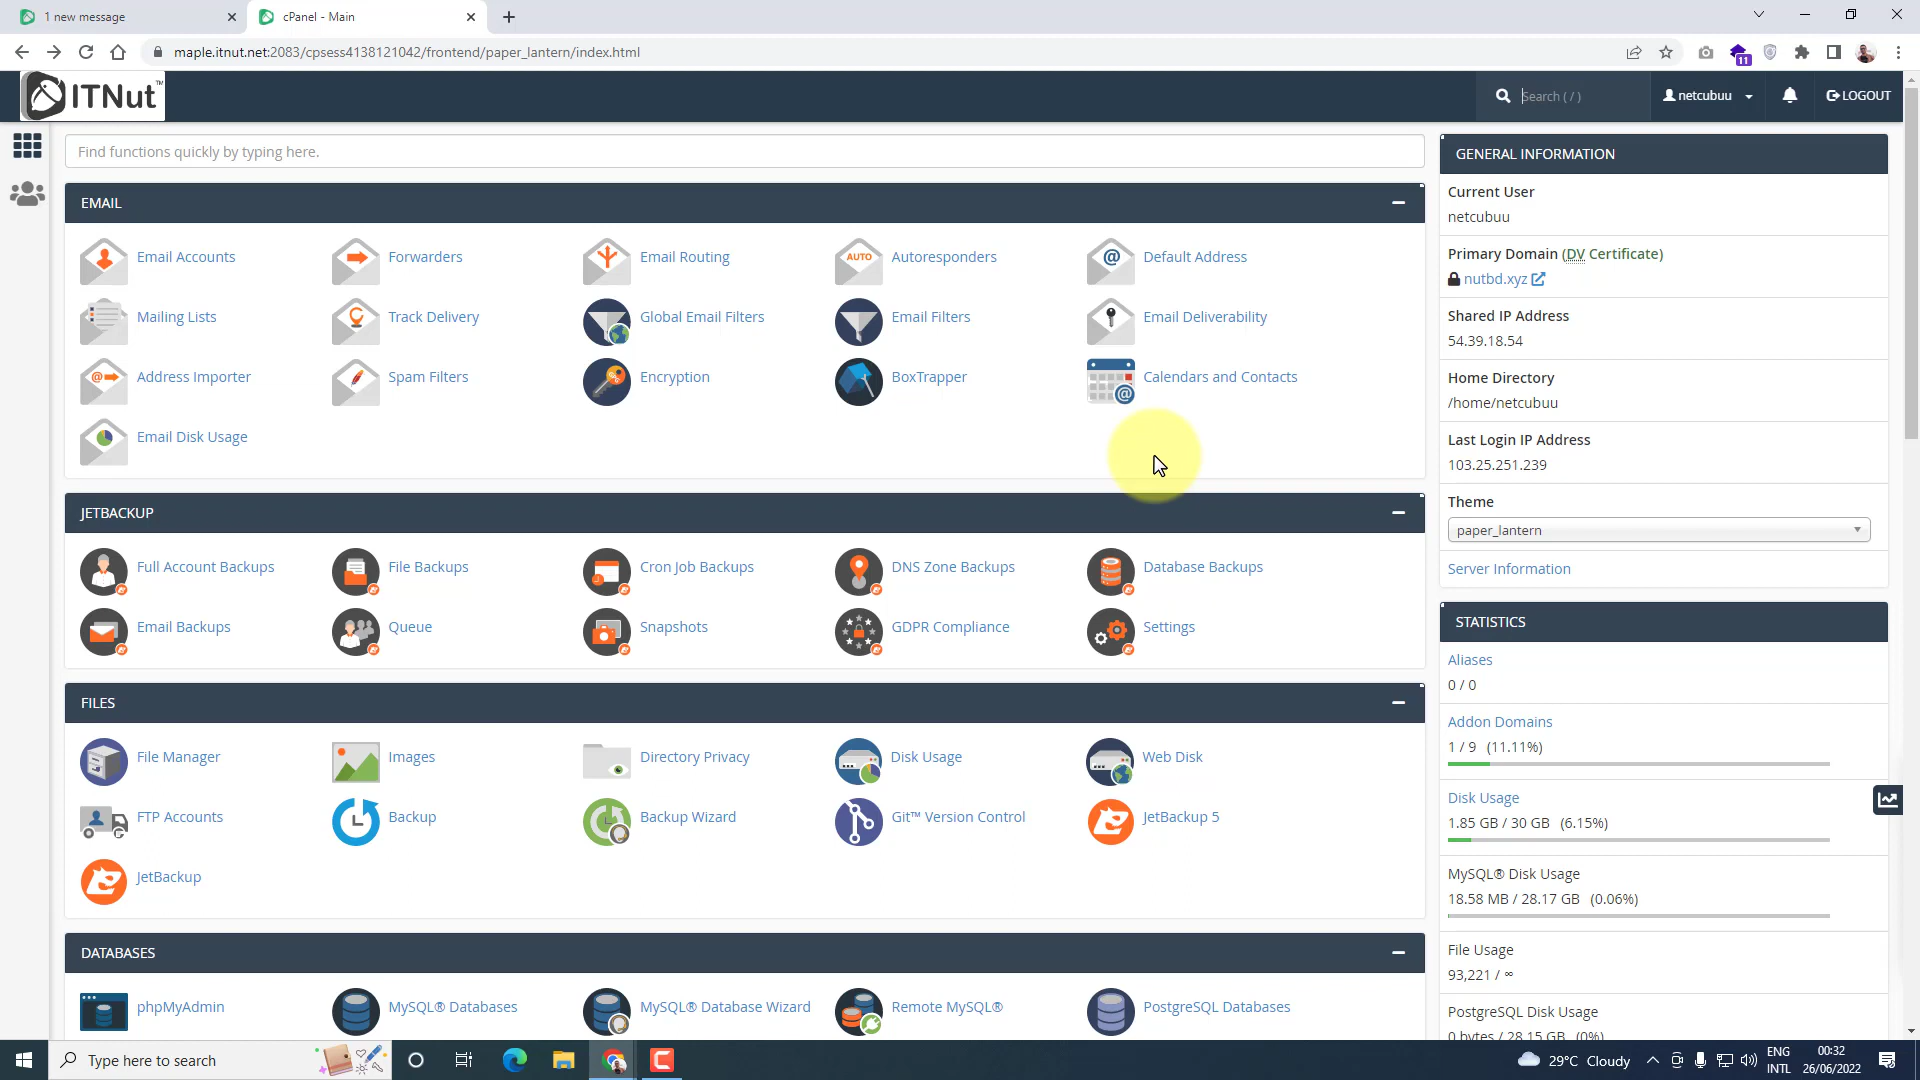 1 new message
cPanel - Main
maple.itnut.net:2083/cpsess4138121042/frontend/paper_lantern/index.html
11
ITNut™
Search ( / )
netcubuu
LOGOUT
Find functions quickly by typing here.
EMAIL
Email Accounts
Forwarders
Email Routing
AUTO
Autoresponders
Default Address
Mailing Lists
Track Delivery
Global Email Filters
Email Filters
Email Deliverability
Address Importer
Spam Filters
Encryption
BoxTrapper
Calendars and Contacts
Email Disk Usage
JETBACKUP
Full Account Backups
File Backups
Cron Job Backups
DNS Zone Backups
Database Backups
Email Backups
Queue
Snapshots
GDPR Compliance
Settings
FILES
File Manager
Images
Directory Privacy
Disk Usage
Web Disk
FTP Accounts
Backup
Backup Wizard
Git™ Version Control
JetBackup 5
JetBackup
DATABASES
phpMyAdmin
MySQL® Databases
MySQL® Database Wizard
Remote MySQL®
PostgreSQL Databases
GENERAL INFORMATION
Current User
netcubuu
Primary Domain (DV Certificate)
nutbd.xyz
Shared IP Address
54.39.18.54
Home Directory
/home/netcubuu
Last Login IP Address
103.25.251.239
Theme
paper_lantern
Server Information
STATISTICS
Aliases
0 / 0
Addon Domains
1 / 9 (11.11%)
Disk Usage
1.85 GB / 30 GB (6.15%)
MySQL® Disk Usage
18.58 MB / 28.17 GB (0.06%)
File Usage
93,221 / ∞
PostgreSQL Disk Usage
0 bytes / 28.15 GB (0%)
Type here to search
29°C Cloudy
ENG
INTL
00:32
26/06/2022